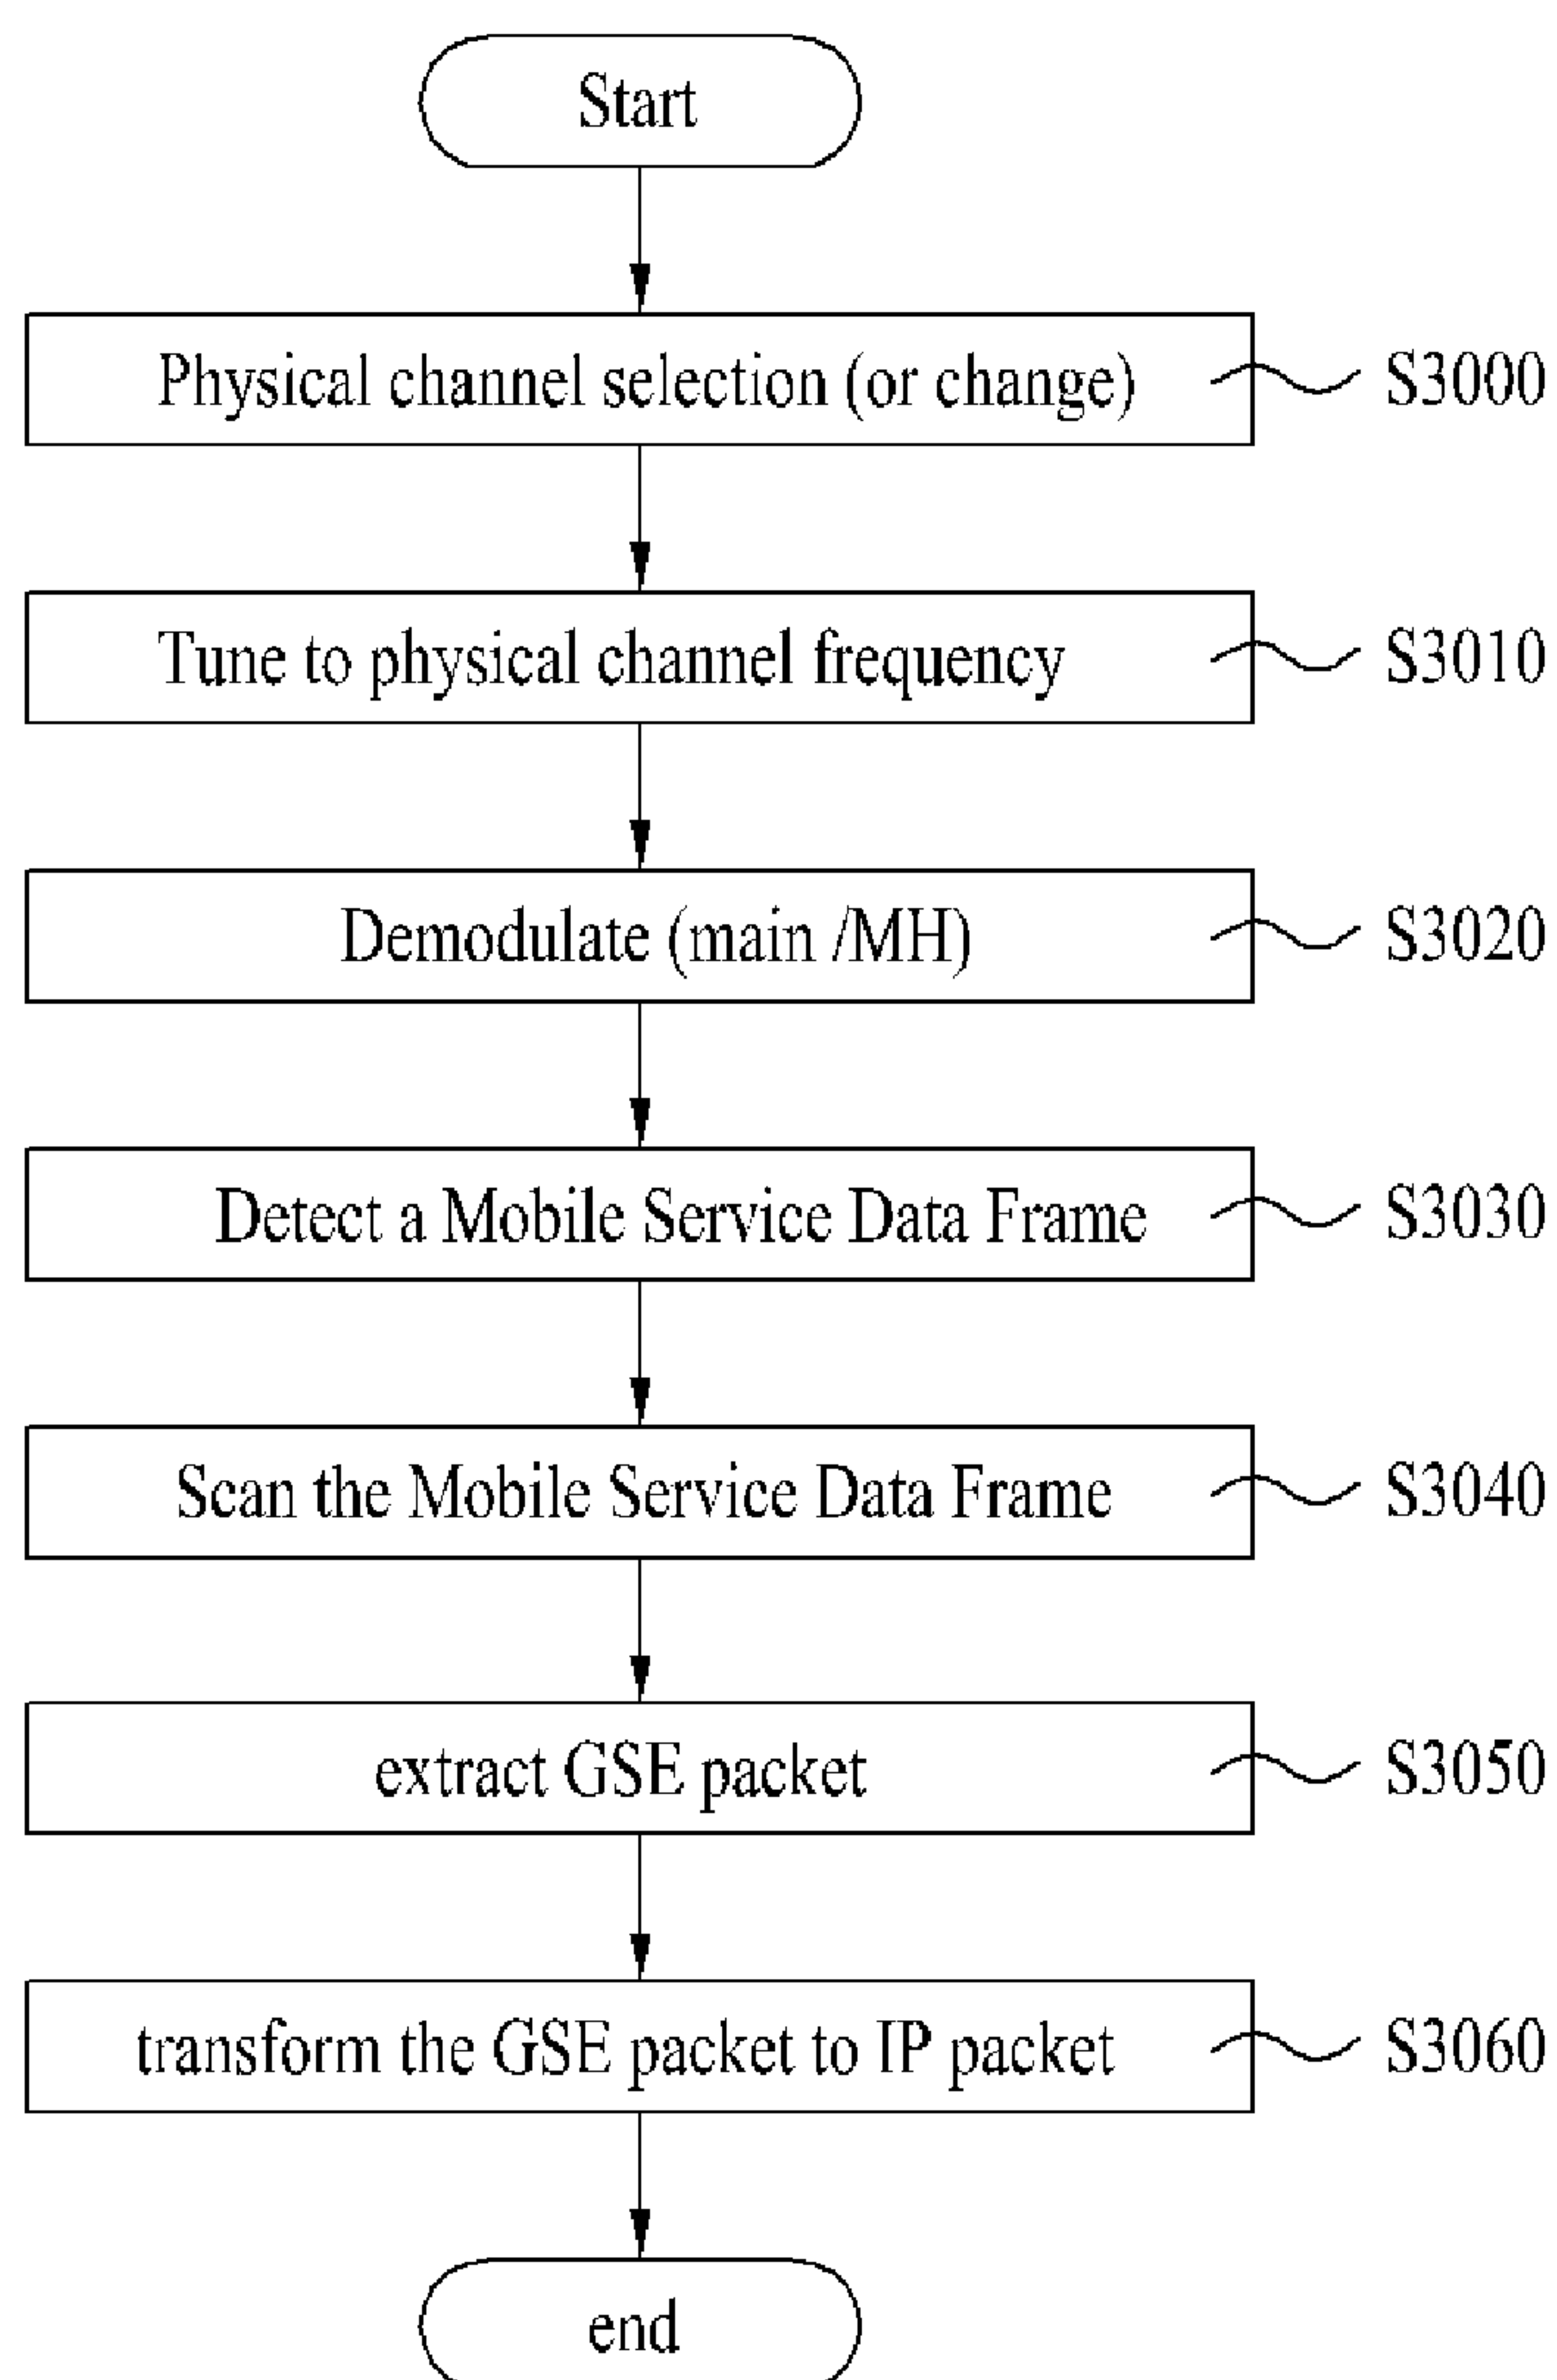 Start
Physical channel selection (or change) S3000
Tune to physical channel frequency S3010
Demodulate (main /MH) S3020
Detect a Mobile Service Data Frame S3030
Scan the Mobile Service Data Frame S3040
extract GSE packet S3050
transform the GSE packet to IP packet S3060
end